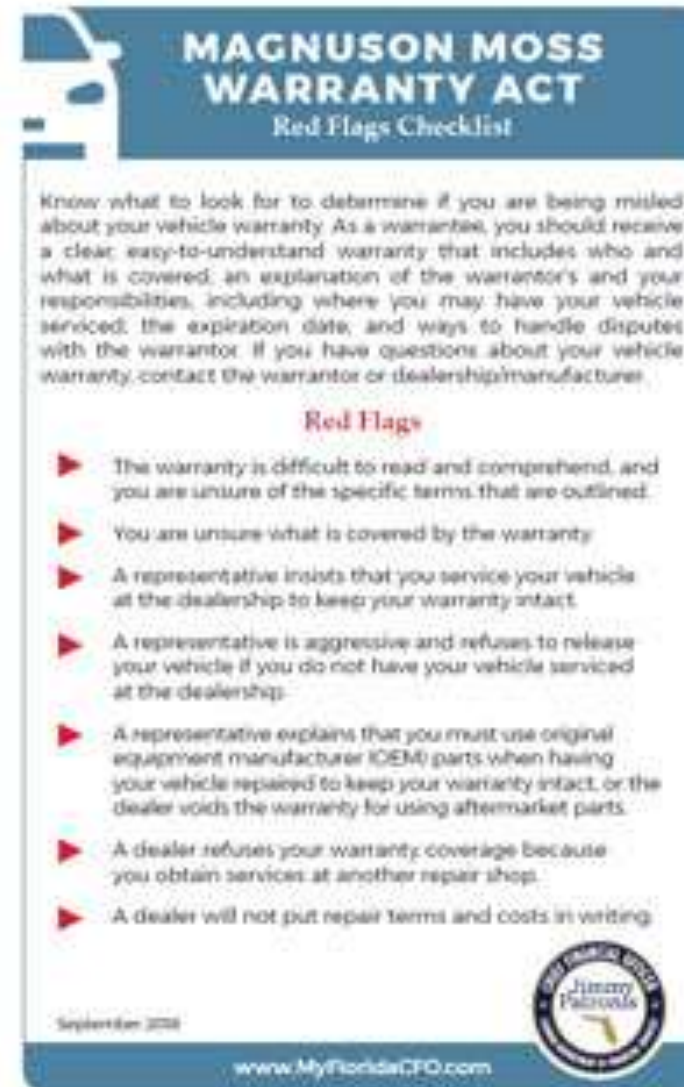 MAGNUSON MOSS
WARRANTY ACT
Red Flags Checklist
Know what to look for to determine if you are being misled
about your vehicle warranty. As a warrantee, you should receive
a clear, easy-to-understand warranty that includes who and
what is covered; an explanation of the warrantor's and your
responsibilities, including where you may have your vehicle
serviced; the expiration date; and ways to handle disputes
with the warrantor. If you have questions about your vehicle
warranty, contact the warrantor or dealership/manufacturer.
Red Flags
The warranty is difficult to read and comprehend, and
you are unsure of the specific terms that are outlined.
You are unsure what is covered by the warranty.
A representative insists that you service your vehicle
at the dealership to keep your warranty intact.
A representative is aggressive and refuses to release
your vehicle if you do not have your vehicle serviced
at the dealership.
A representative explains that you must use original
equipment manufacturer (OEM) parts when having
your vehicle repaired to keep your warranty intact, or the
dealer voids the warranty for using aftermarket parts.
A dealer refuses your warranty coverage because
you obtain services at another repair shop.
A dealer will not put repair terms and costs in writing.
CHIEF FINANCIAL OFFICER
Jimmy
Patronis
September
www.MyFloridaCFO.com